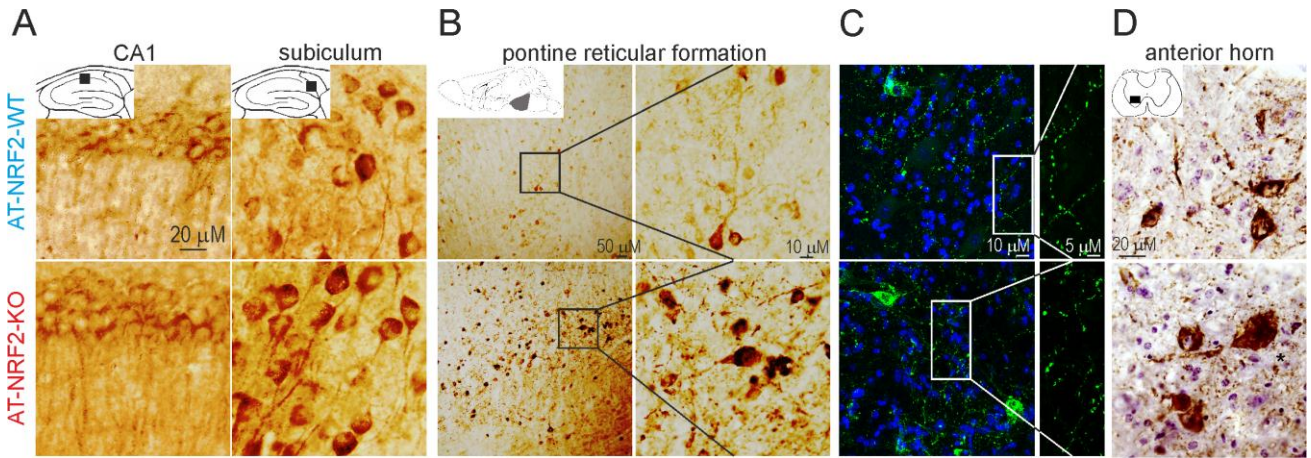 A
B
C
D
CA1
subiculum
pontine reticular formation
anterior horn
AT-NRF2-WT
20 µM
50 µM
10 µM
10 µM
5 µM
20 µM
AT-NRF2-KO
*